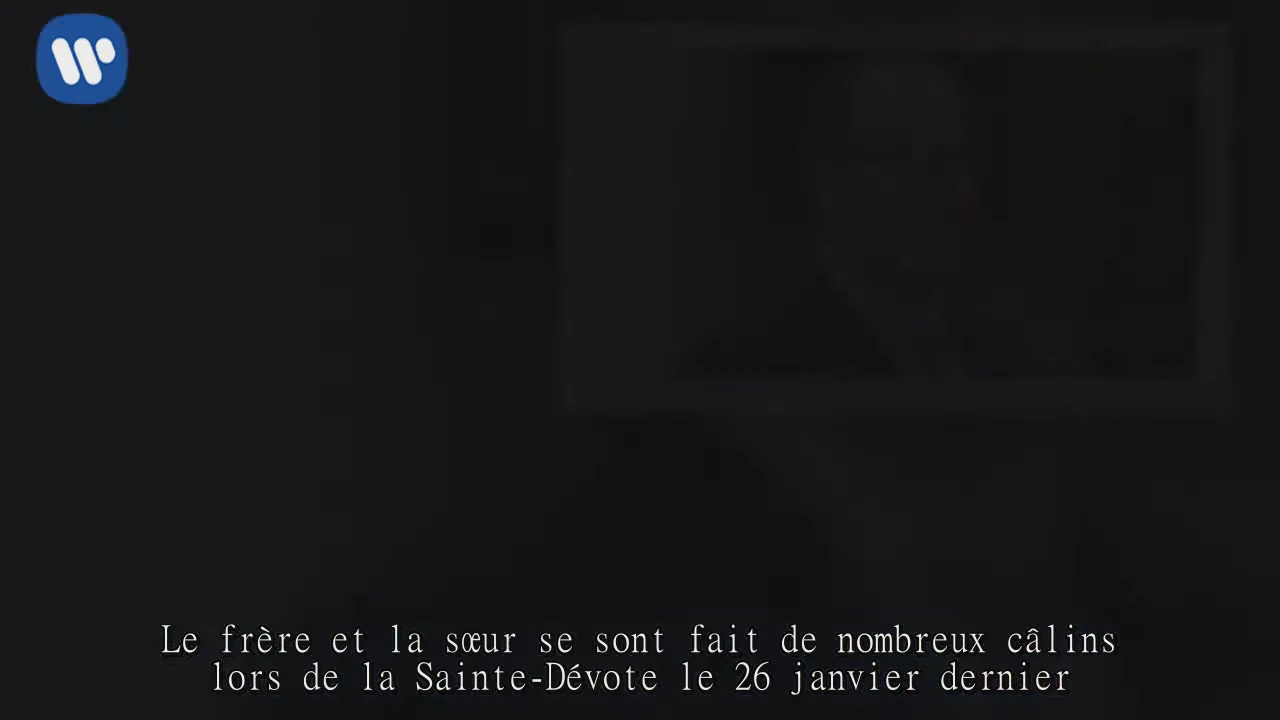 Le frère et la sœur se sont fait de nombreux câlins
lors de la Sainte-Dévote le 26 janvier dernier